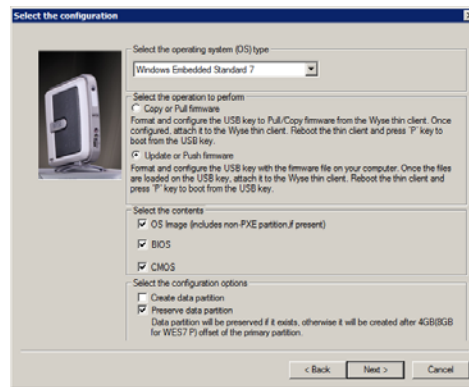 Select the configuration
Select the operating system (OS) type
Windows Embedded Standard 7
Select the operation to perform
Copy or Pull firmware
Format and configure the USB key to Pull/Copy firmware from the Wyse thin client. Once
configured, attach it to the Wyse thin client. Reboot the thin client and press 'P' key to
boot from the USB key.
Update or Push firmware
Format and configure the USB key with the firmware file on your computer. Once the files
are loaded on the USB key, attach it to the Wyse thin client. Reboot the thin client and
press 'P' key to boot from the USB key.
Select the contents
OS Image (includes non-PXE partition,if present)
BIOS
CMOS
Select the configuration options
Create data partition
Preserve data partition
Data partition will be preserved if it exists, otherwise it will be created after 4GB(8GB
for WES7 P) offset of the primary partition.
< Back
Next >
Cancel